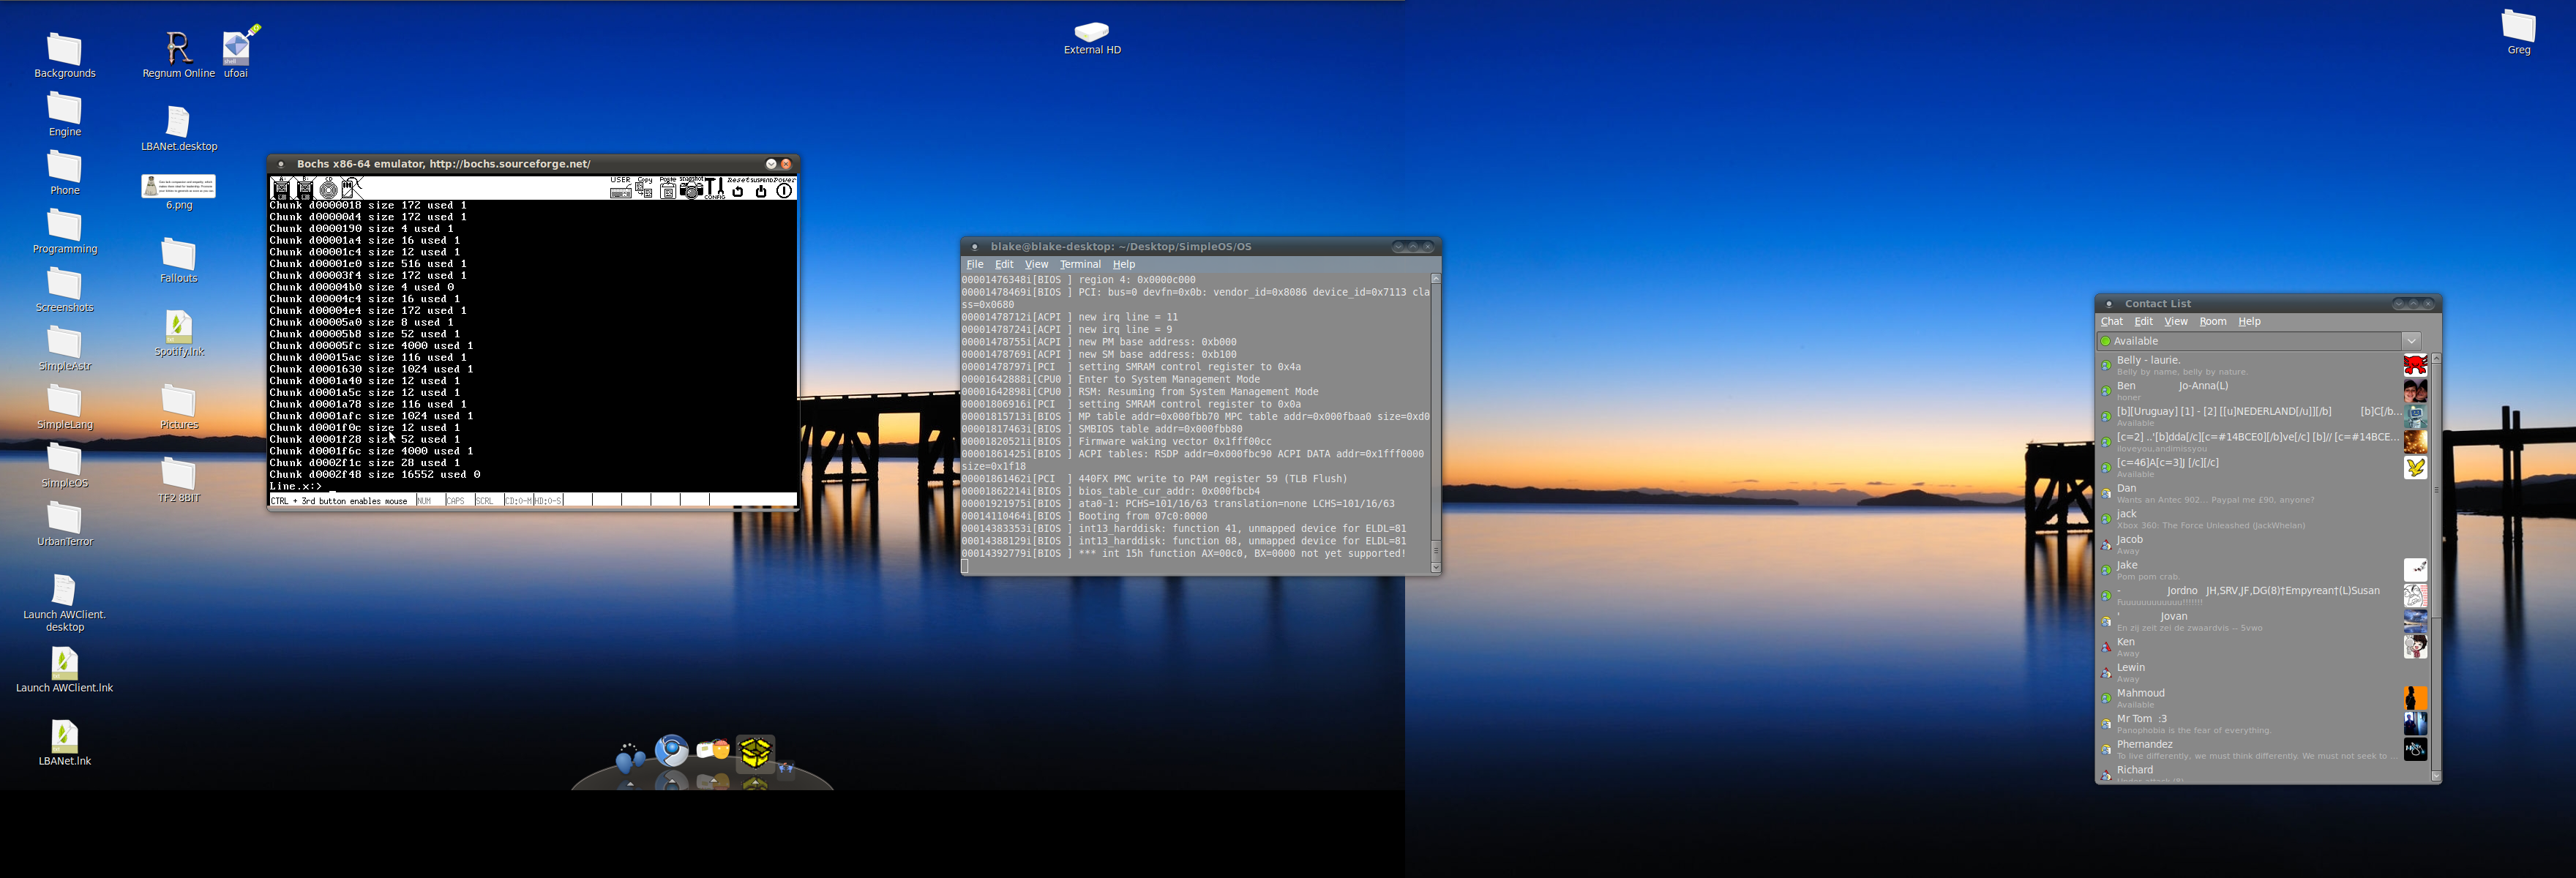 Backgrounds
Engine
Phone
Programming
Screenshots
SimpleAstr
SimpleLang
SimpleOS
UrbanTerror
Launch AWClient.
desktop
Launch AWClient.lnk
LBANet.lnk
Regnum Online
ufoai
LBANet.desktop
6.png
Fallouts
Spotify.lnk
Pictures
TF2 8BIT
External HD
Greg
Bochs x86-64 emulator, http://bochs.sourceforge.net/
USER Copy Paste snapshot CONFIG Reset SUSPEND Power
Chunk d0000018 size 172 used 1
Chunk d00000d4 size 172 used 1
Chunk d0000190 size 4 used 1
Chunk d00001a4 size 16 used 1
Chunk d00001c4 size 12 used 1
Chunk d00001e0 size 516 used 1
Chunk d00003f4 size 172 used 1
Chunk d00004b0 size 4 used 0
Chunk d00004c4 size 16 used 1
Chunk d00004e4 size 172 used 1
Chunk d00005a0 size 8 used 1
Chunk d00005b8 size 52 used 1
Chunk d00005fc size 4000 used 1
Chunk d00015ac size 116 used 1
Chunk d0001630 size 1024 used 1
Chunk d0001a40 size 12 used 1
Chunk d0001a5c size 12 used 1
Chunk d0001a78 size 116 used 1
Chunk d0001afc size 1024 used 1
Chunk d0001f0c size 12 used 1
Chunk d0001f28 size 52 used 1
Chunk d0001f6c size 4000 used 1
Chunk d0002f1c size 28 used 1
Chunk d0002f48 size 16552 used 0
Line.x:> _
CTRL + 3rd button enables mouse NUM CAPS SCRL CD:0-M HD:0-S
blake@blake-desktop: ~/Desktop/SimpleOS/OS
File Edit View Terminal Help
00001476348i[BIOS ] region 4: 0x0000c000
00001478469i[BIOS ] PCI: bus=0 devfn=0x0b: vendor_id=0x8086 device_id=0x7113 cla
ss=0x0680
00001478712i[ACPI ] new irq line = 11
00001478724i[ACPI ] new irq line = 9
00001478755i[ACPI ] new PM base address: 0xb000
00001478769i[ACPI ] new SM base address: 0xb100
00001478797i[PCI  ] setting SMRAM control register to 0x4a
00001642888i[CPU0 ] Enter to System Management Mode
00001642898i[CPU0 ] RSM: Resuming from System Management Mode
00001806916i[PCI  ] setting SMRAM control register to 0x0a
00001815713i[BIOS ] MP table addr=0x000fbb70 MPC table addr=0x000fbaa0 size=0xd0
00001817463i[BIOS ] SMBIOS table addr=0x000fbb80
00001820521i[BIOS ] Firmware waking vector 0x1fff00cc
00001861425i[BIOS ] ACPI tables: RSDP addr=0x000fbc90 ACPI DATA addr=0x1fff0000
size=0x1f18
00001861462i[PCI  ] 440FX PMC write to PAM register 59 (TLB Flush)
00001862214i[BIOS ] bios_table_cur_addr: 0x000fbcb4
00001921975i[BIOS ] ata0-1: PCHS=101/16/63 translation=none LCHS=101/16/63
00014110464i[BIOS ] Booting from 07c0:0000
00014383353i[BIOS ] int13_harddisk: function 41, unmapped device for ELDL=81
00014388129i[BIOS ] int13_harddisk: function 08, unmapped device for ELDL=81
00014392779i[BIOS ] *** int 15h function AX=00c0, BX=0000 not yet supported!
Contact List
Chat Edit View Room Help
Available
Belly - laurie.
Belly by name, belly by nature.
Ben Jo-Anna(L)
honer
[b][Uruguay] [1] - [2] [[u]NEDERLAND[/u]][/b] [b]C[/b...
Available
[c=2] ..'[b]dda[/c][c=#14BCE0][/b]ve[/c] [b]// [c=#14BCE...
Iloveyou,andimissyou
[c=46]A[c=3]J [/c][/c]
Available
Dan
Wants an Antec 902... Paypal me £90, anyone?
jack
Xbox 360: The Force Unleashed (JackWhelan)
Jacob
Away
Jake
Pom pom crab.
- Jordno JH,SRV,JF,DG(8)†Empyrean†(L)Susan
Fuuuuuuuuuuuu!!!!!!!
' Jovan
En zij zeit zei de zwaardvis -- Svwo
Ken
Away
Lewin
Away
Mahmoud
Available
Mr Tom :3
Panophobia is the fear of everything.
Phernandez
To live differently, we must think differently. We must not seek to ...
Richard